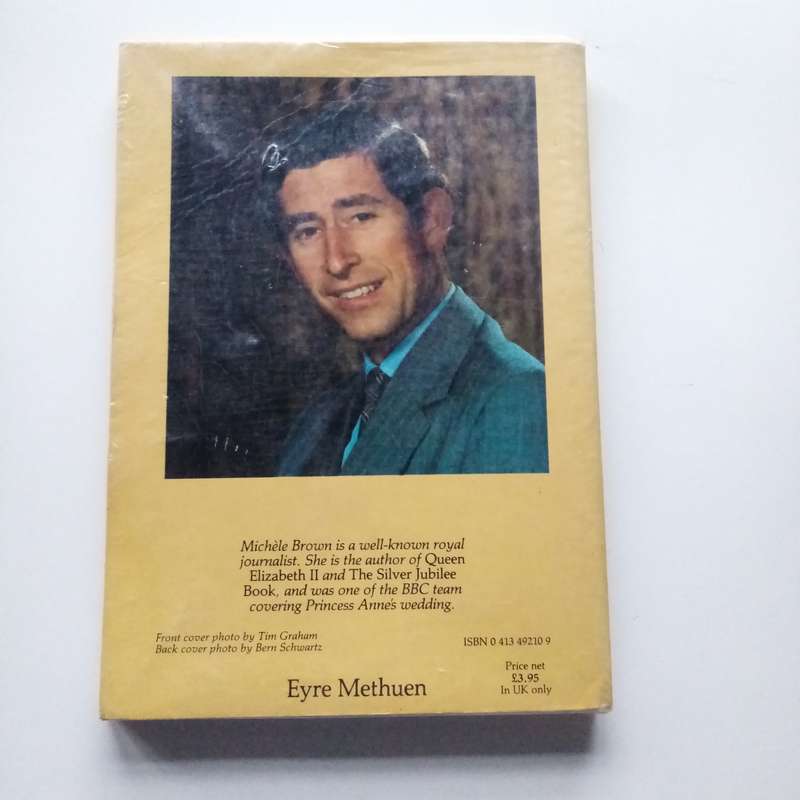 Michèle Brown is a well-known royal
journalist. She is the author of Queen
Elizabeth II and The Silver Jubilee
Book, and was one of the BBC team
covering Princess Anne's wedding.
Front cover photo by Tim Graham
Back cover photo by Bern Schwartz
ISBN 0 413 49210 9
Eyre Methuen
Price net
£3.95
In UK only